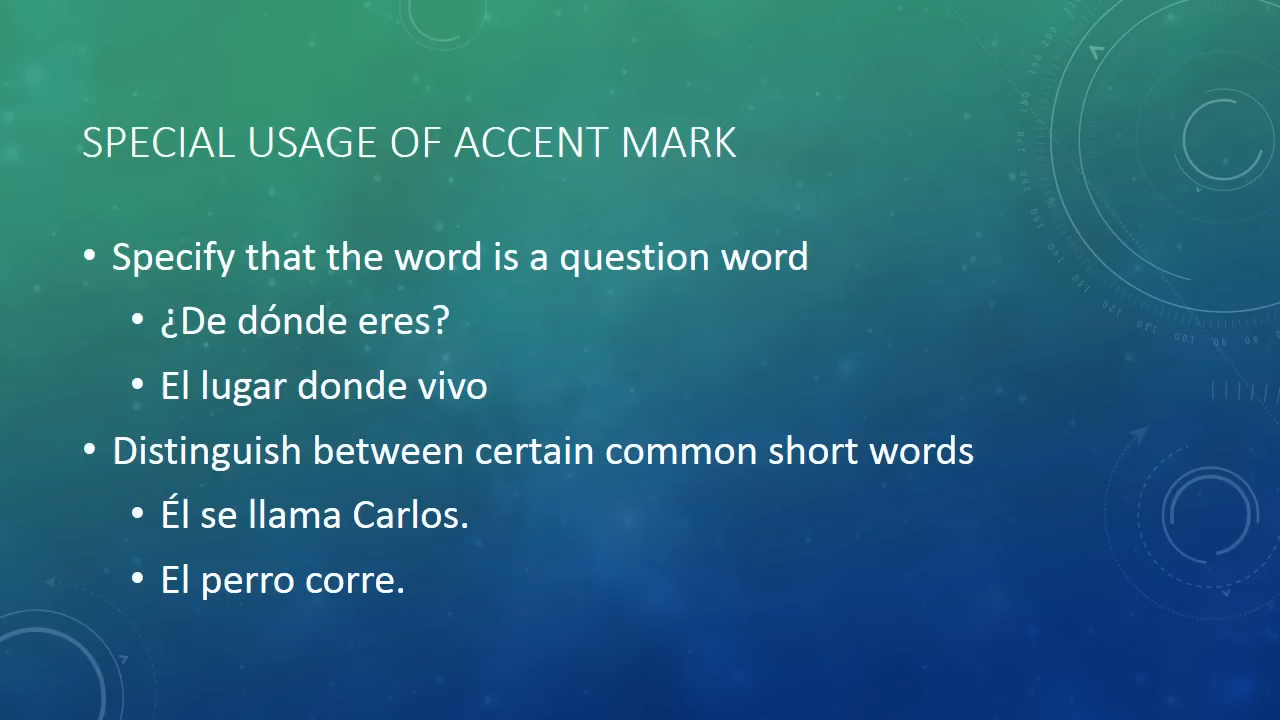 SPECIAL USAGE OF ACCENT MARK
• Specify that the word is a question word
• ¿De dónde eres?
• El lugar donde vivo
• Distinguish between certain common short words
• Él se llama Carlos.
• El perro corre.